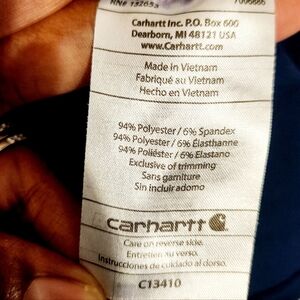 RN# 13265
Carhartt Inc. P.O. Box 600
Dearborn, MI 48121 USA
www.Carhartt.com
Made in Vietnam
Fabriqué au Vietnam
Hecho en Vietnam
94% Polyester / 6% Spandex
94% Polyester / 6% Élasthanne
94% Poliéster / 6% Elastano
Exclusive of trimming
Sans garniture
Sin incluir adorno
carhartt
Care on reverse side.
Entretien au verso.
Instrucciones de cuidado al dorso.
C13410